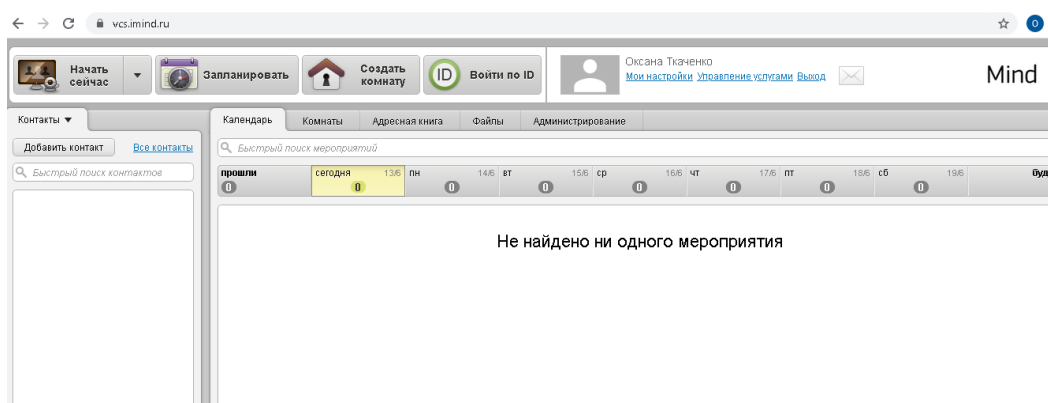 vcs.imind.ru
О
Начать
сейчас
Запланировать
Создать
комнату
ID
Войти по ID
Оксана Ткаченко
Мои настройки Управление услугами Выход
Mind
Контакты
Календарь Комнаты Адресная книга Файлы Администрирование
Добавить контакт Все контакты
Быстрый поиск мероприятий
Быстрый поиск контактов
прошли сегодня 13/6 пн 14/6 вт 15/6 ср 16/6 чт 17/6 пт 18/6 сб 19/6 буд
0 0 0 0 0 0 0 0
Не найдено ни одного мероприятия